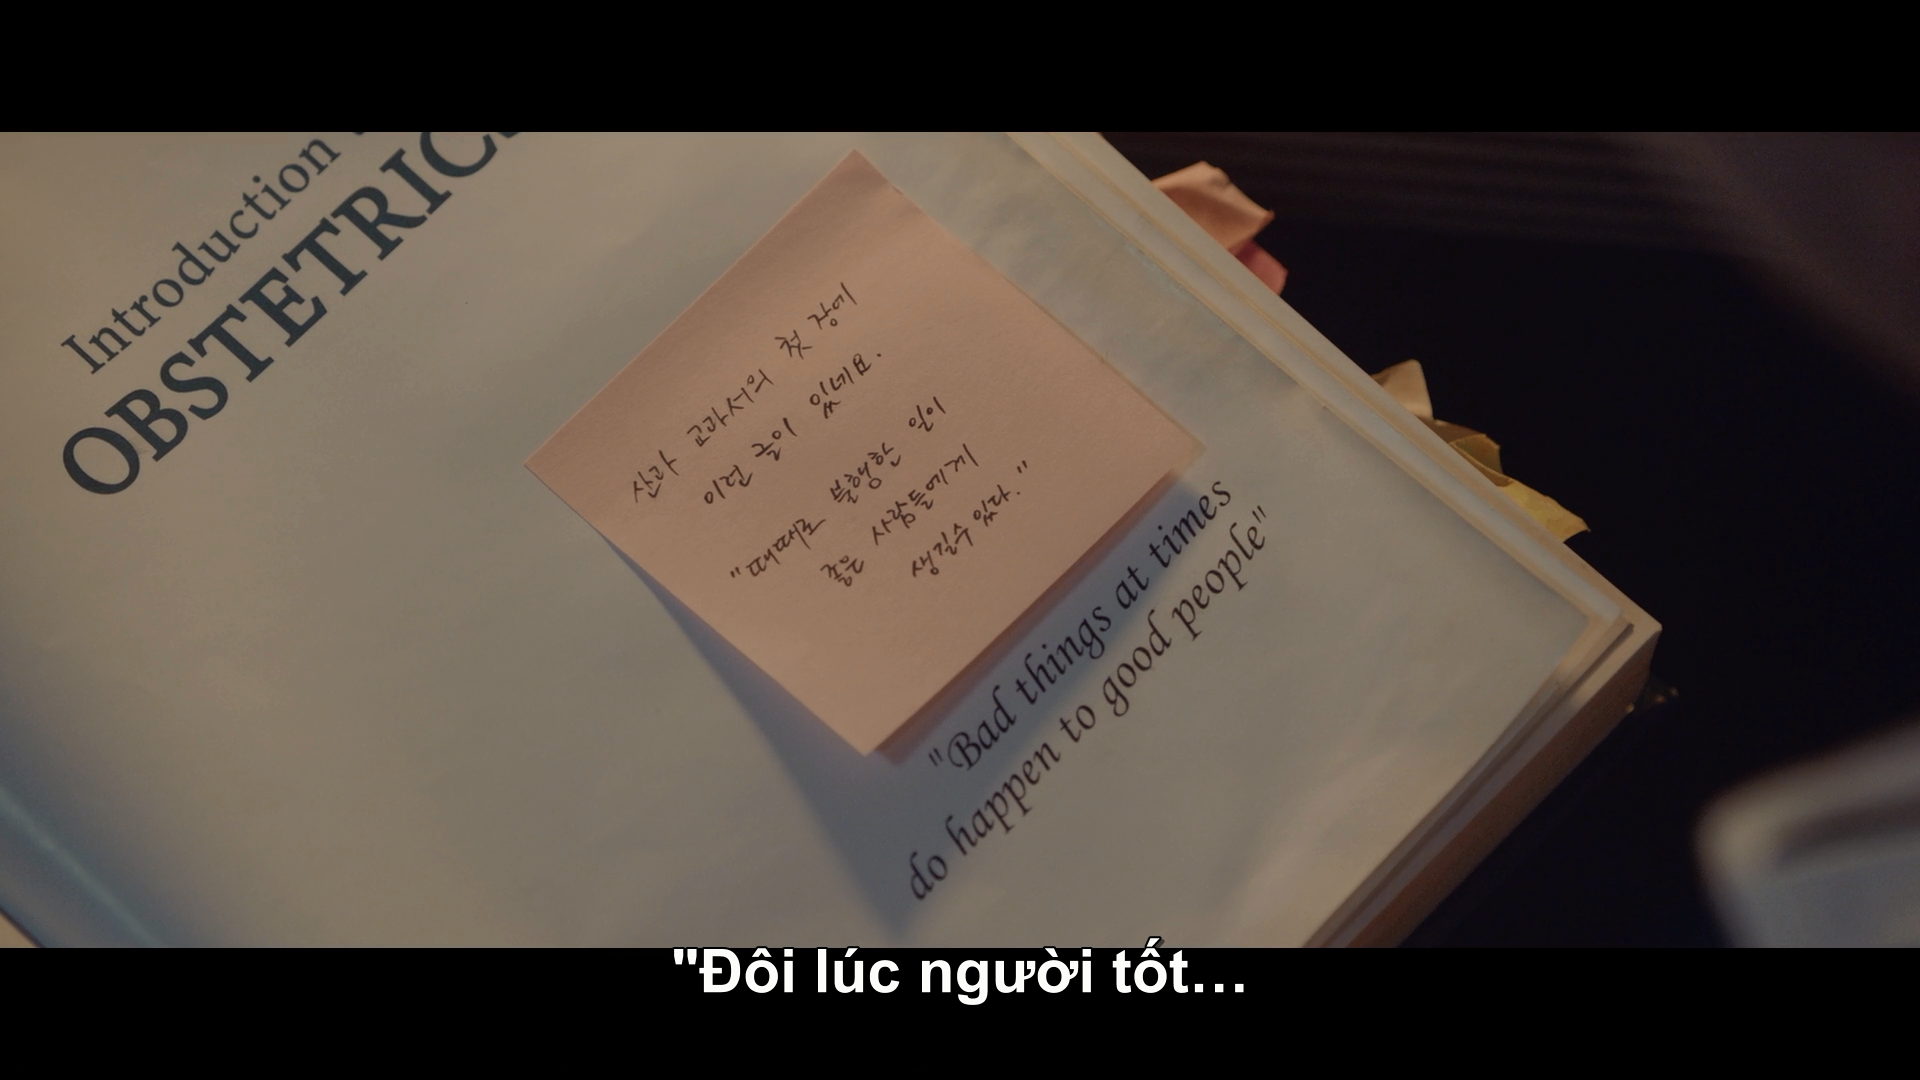 Introduction
OBSTETRICS
산과 교과서의 첫 장에
이런 글이 있네요.
"때때로 불행한 일이
좋은 사람들에게
생길수 있다."
"Bad things at times
do happen to good people"
"Đôi lúc người tốt...